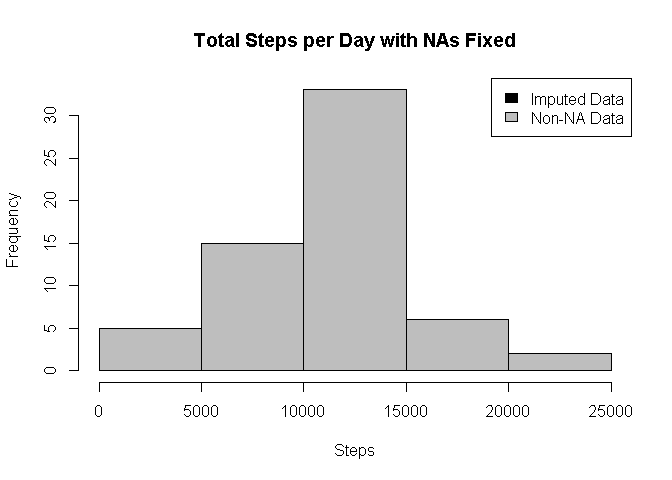 Total Steps per Day with NAs Fixed
Imputed Data
Non-NA Data
30
25
20
15
10
5
0
Frequency
0 5000 10000 15000 20000 25000
Steps